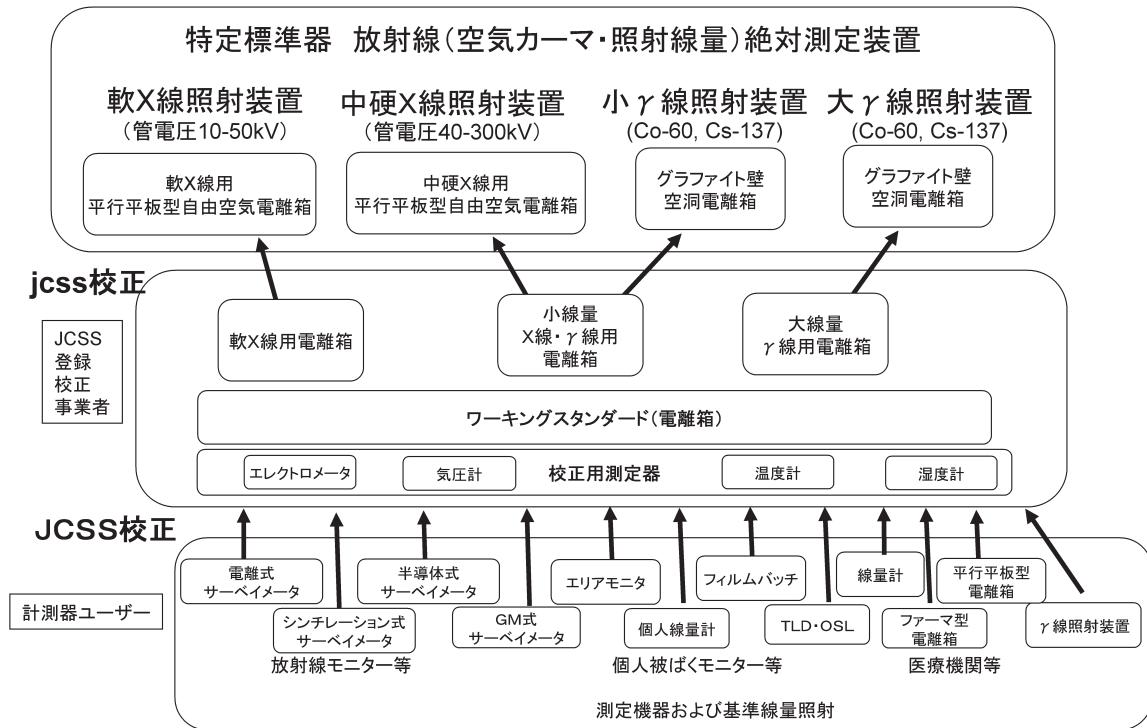 特定標準器 放射線(空気カーマ・照射線量)絶対測定装置
軟X線照射装置
(管電圧10-50kV)
中硬X線照射装置
(管電圧40-300kV)
小γ線照射装置
(Co-60, Cs-137)
大γ線照射装置
(Co-60, Cs-137)
軟X線用
平行平板型自由空気電離箱
中硬X線用
平行平板型自由空気電離箱
グラファイト壁
空洞電離箱
グラファイト壁
空洞電離箱
jcss校正
JCSS
登録
校正
事業者
軟X線用電離箱
小線量
X線・γ線用
電離箱
大線量
γ線用電離箱
ワーキングスタンダード(電離箱)
エレクトロメータ
気圧計
校正用測定器
温度計
湿度計
JCSS校正
計測器ユーザー
電離式
サーベイメータ
半導体式
サーベイメータ
エリアモニタ
フィルムバッチ
線量計
平行平板型
電離箱
シンチレーション式
サーベイメータ
GM式
サーベイメータ
個人線量計
TLD・OSL
ファーマ型
電離箱
γ線照射装置
放射線モニター等
個人被ばくモニター等
医療機関等
測定機器および基準線量照射